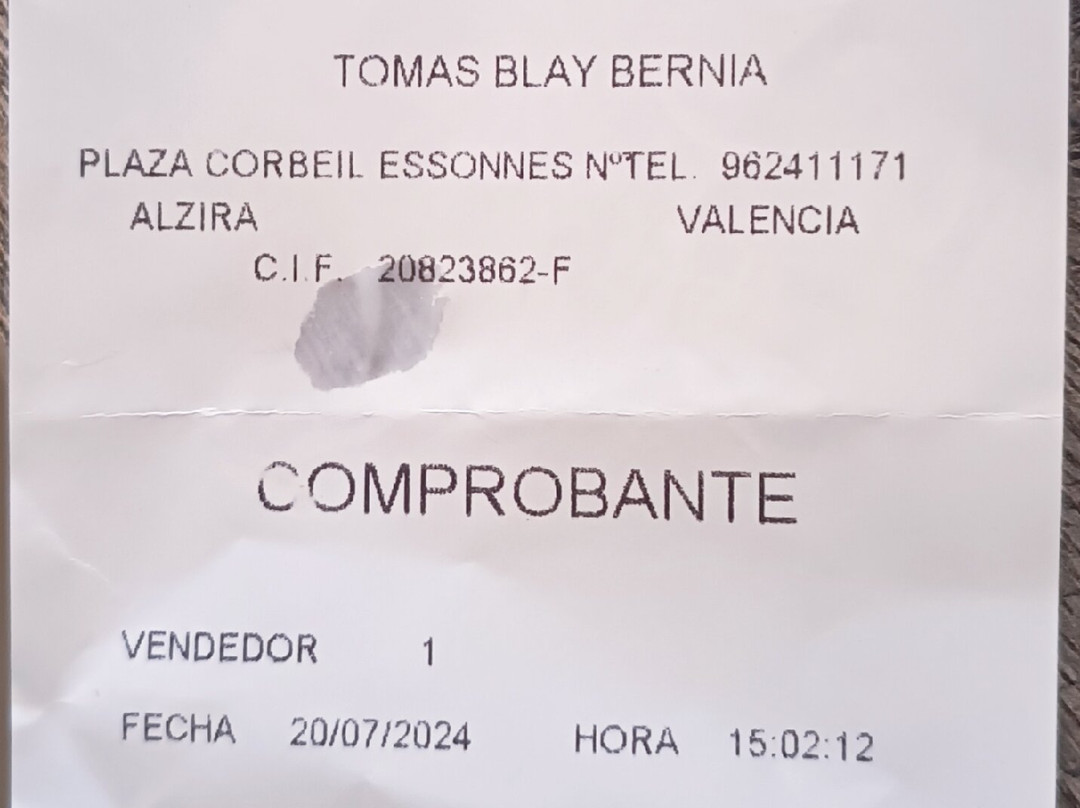 TOMAS BLAY BERNIA
PLAZA CORBEIL ESSONNES NºTEL. 962411171
ALZIRA VALENCIA
C.I.F. 20823862-F
COMPROBANTE
VENDEDOR 1
FECHA 20/07/2024 HORA 15:02:12